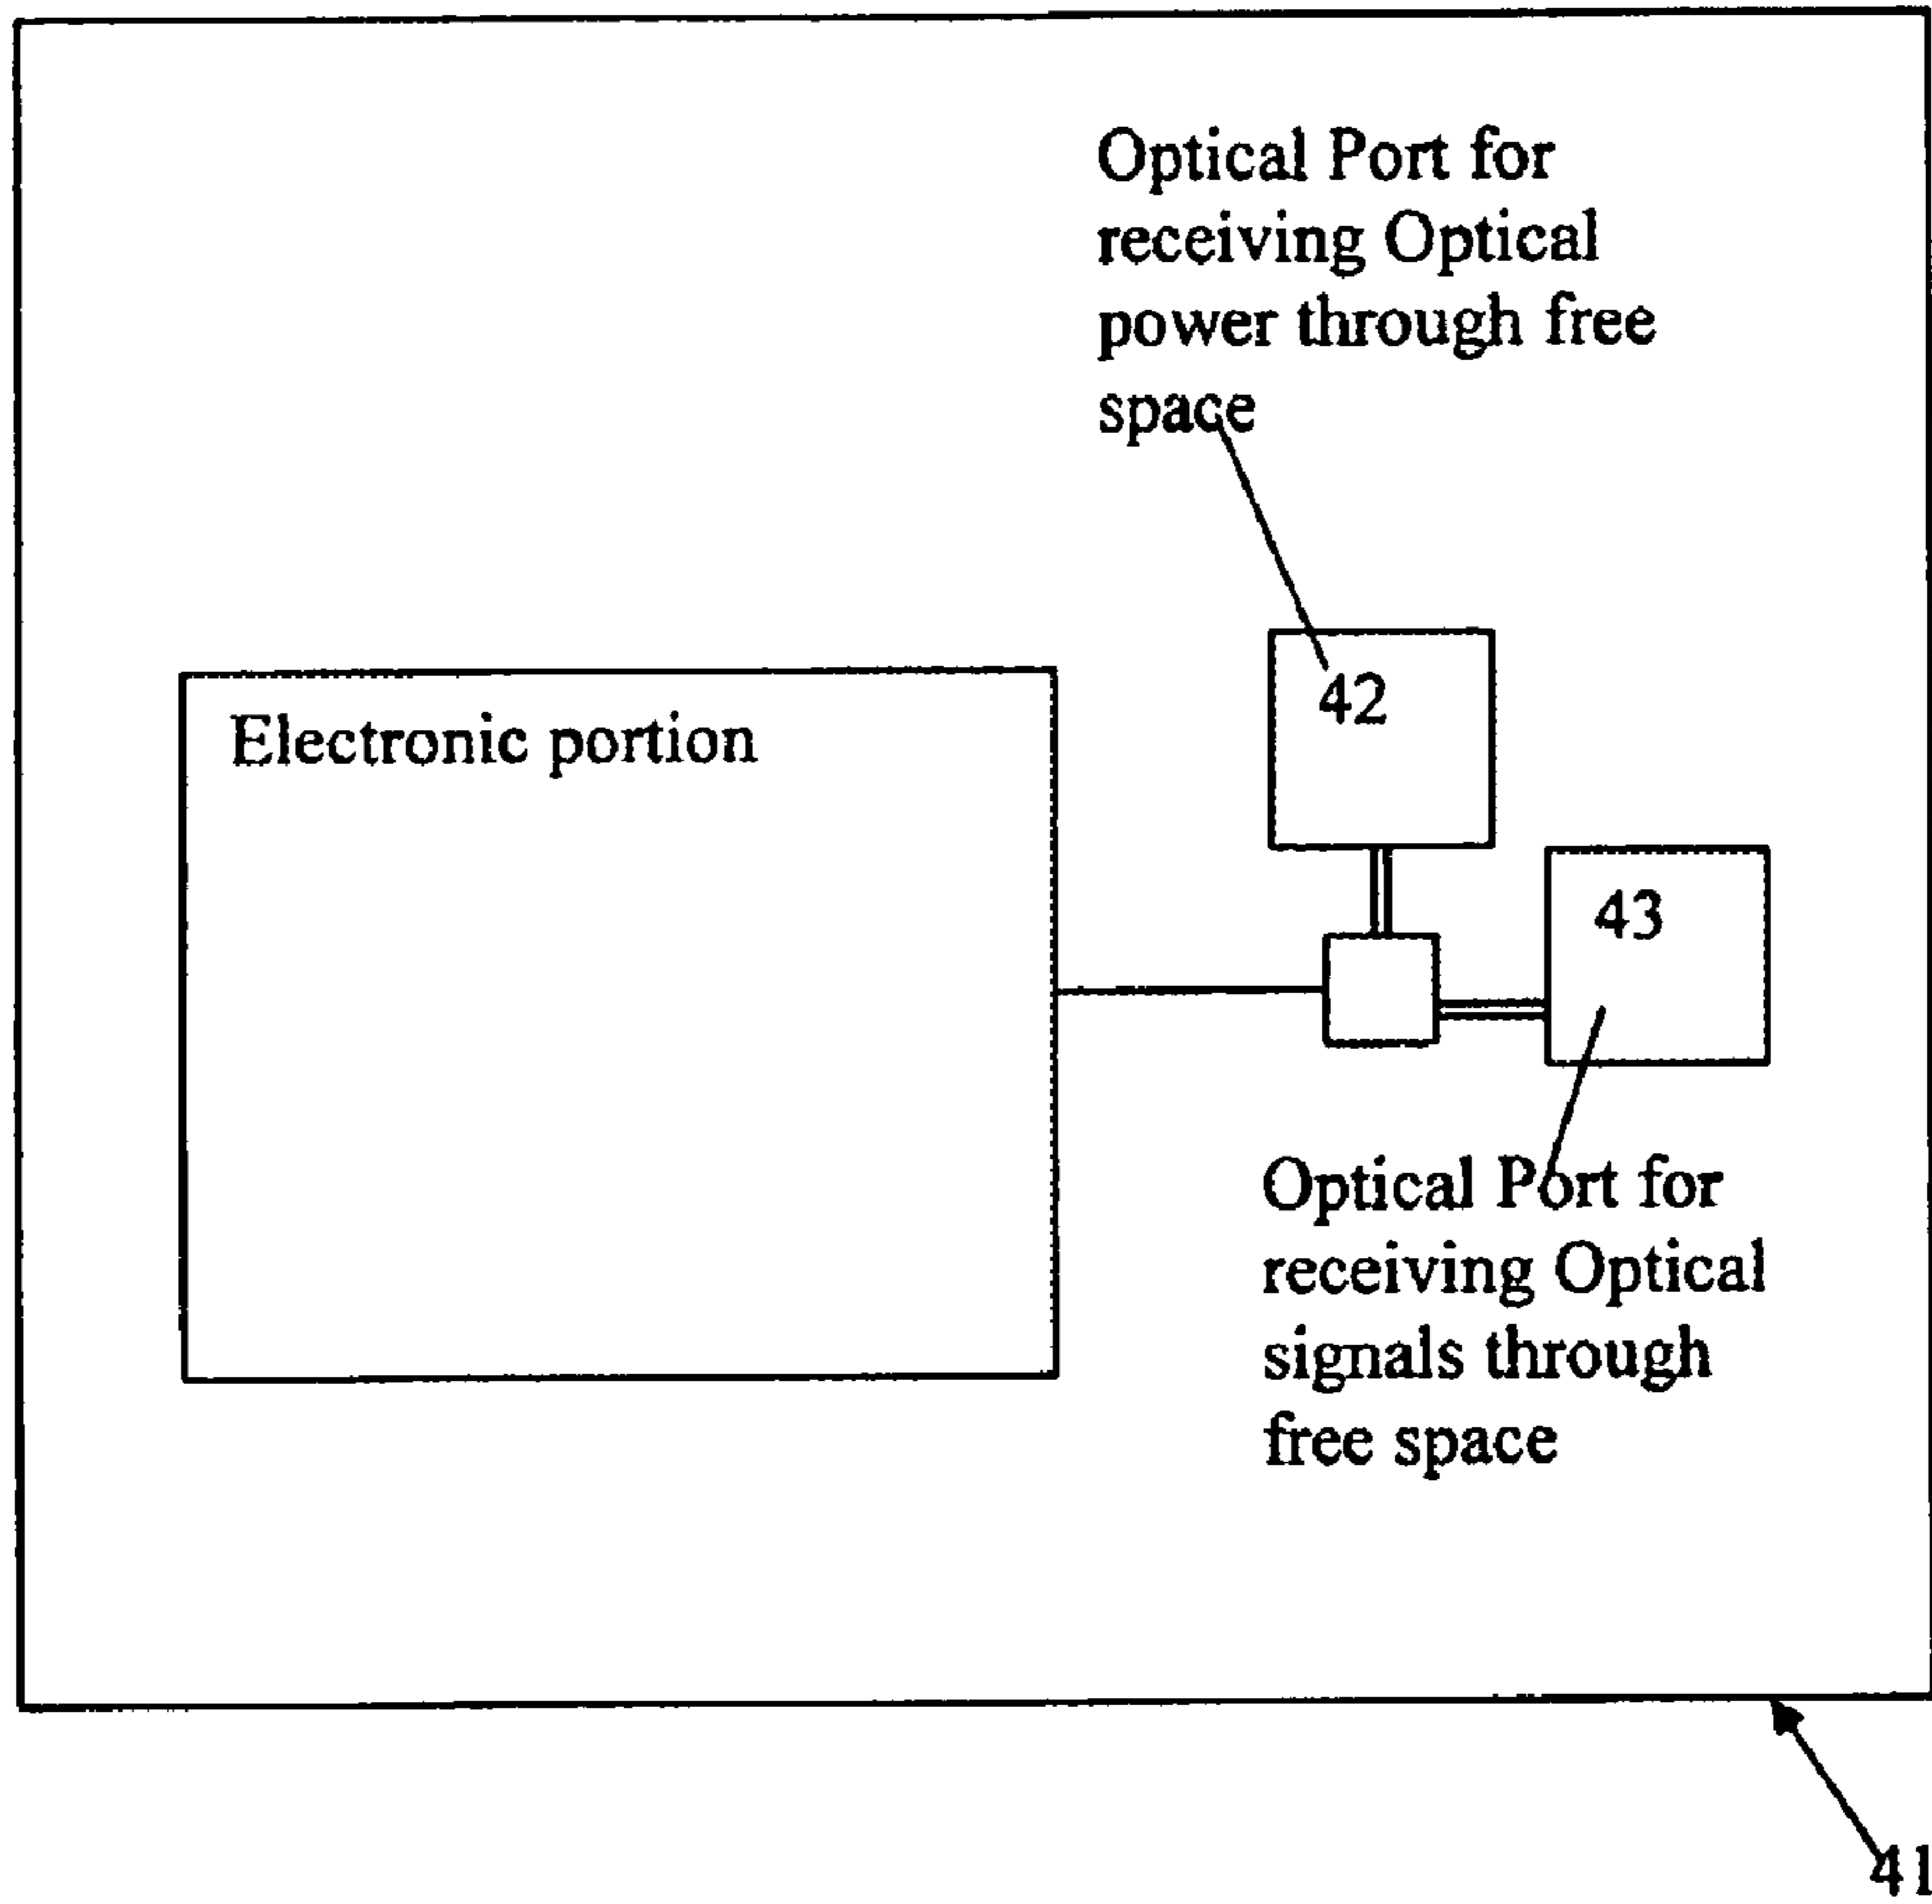 Optical Port for
receiving Optical
power through free
space
42
Electronic portion
43
Optical Port for
receiving Optical
signals through
free space
41